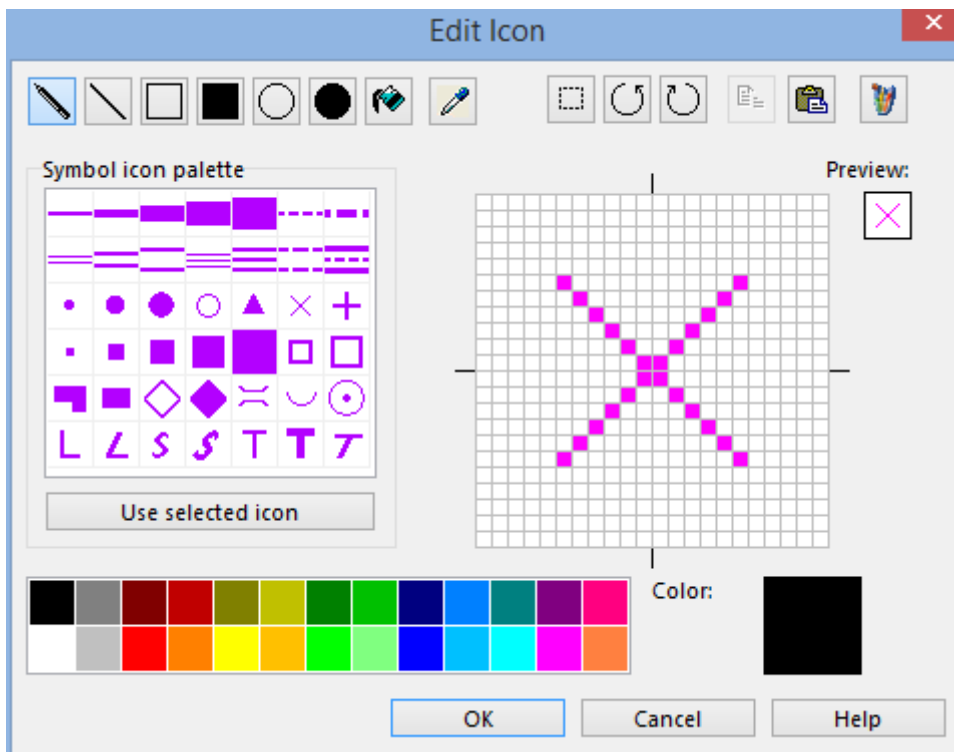 Edit Icon
Symbol icon palette
Preview:
L L S S T T T
Use selected icon
Color:
OK
Cancel
Help